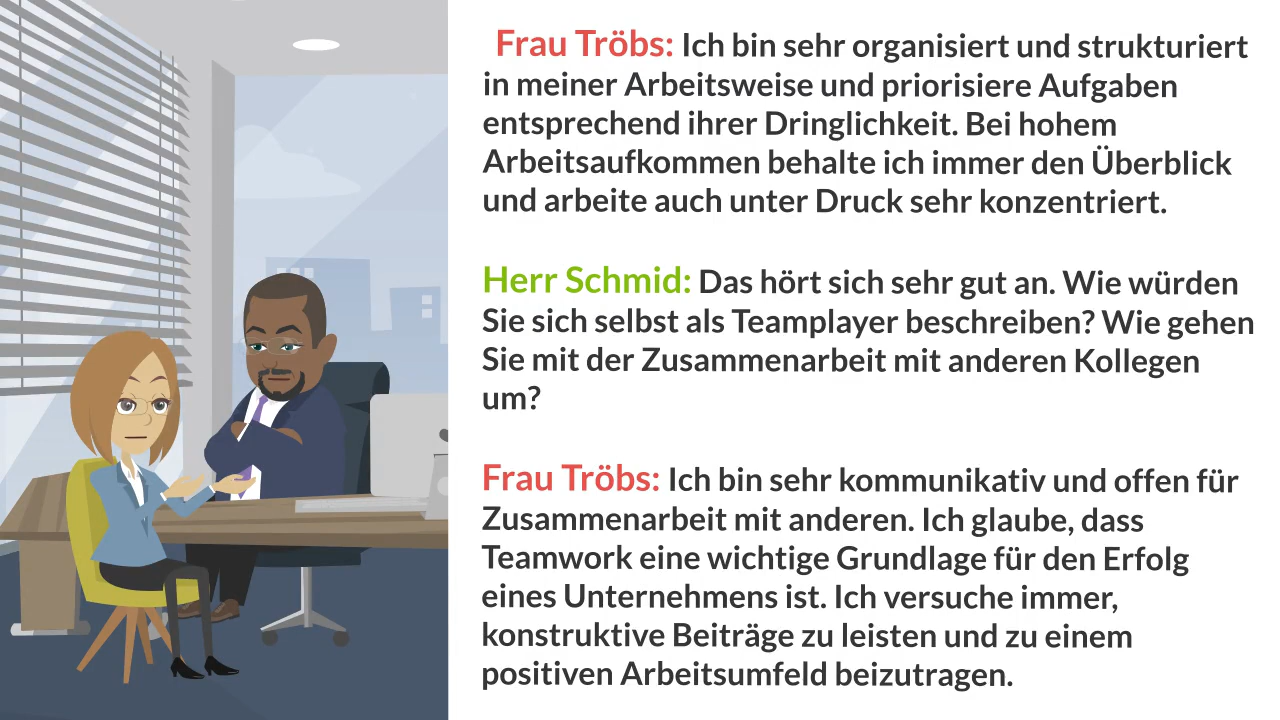 Frau Tröbs: Ich bin sehr organisiert und strukturiert
in meiner Arbeitsweise und priorisiere Aufgaben
entsprechend ihrer Dringlichkeit. Bei hohem
Arbeitsaufkommen behalte ich immer den Überblick
und arbeite auch unter Druck sehr konzentriert.
Herr Schmid: Das hört sich sehr gut an. Wie würden
Sie sich selbst als Teamplayer beschreiben? Wie gehen
Sie mit der Zusammenarbeit mit anderen Kollegen
um?
Frau Tröbs: Ich bin sehr kommunikativ und offen für
Zusammenarbeit mit anderen. Ich glaube, dass
Teamwork eine wichtige Grundlage für den Erfolg
eines Unternehmens ist. Ich versuche immer,
konstruktive Beiträge zu leisten und zu einem
positiven Arbeitsumfeld beizutragen.